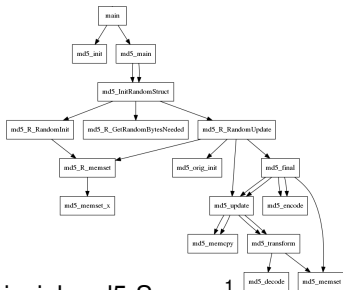 main
md5_init
md5_main
md5_InitRandomStruct
md5_R_RandomInit
md5_R_GetRandomBytesNeeded
md5_R_RandomUpdate
md5_R_memset
md5_orig_init
md5_final
md5_memset_x
md5_update
md5_encode
md5_memcpy
md5_transform
1
md5_decode
md5_memset